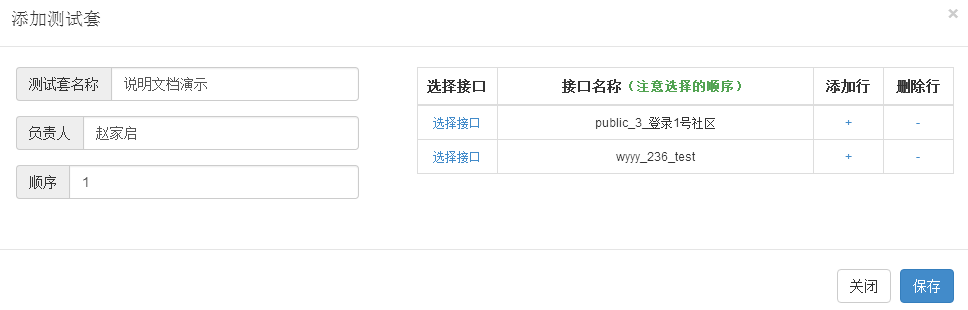 添加测试套 ×
测试套名称 说明文档演示
负责人 赵家启
顺序 1
选择接口 接口名称（注意选择的顺序） 添加行 删除行
选择接口 public_3_登录1号社区 + -
选择接口 wyyy_236_test + -
关闭 保存